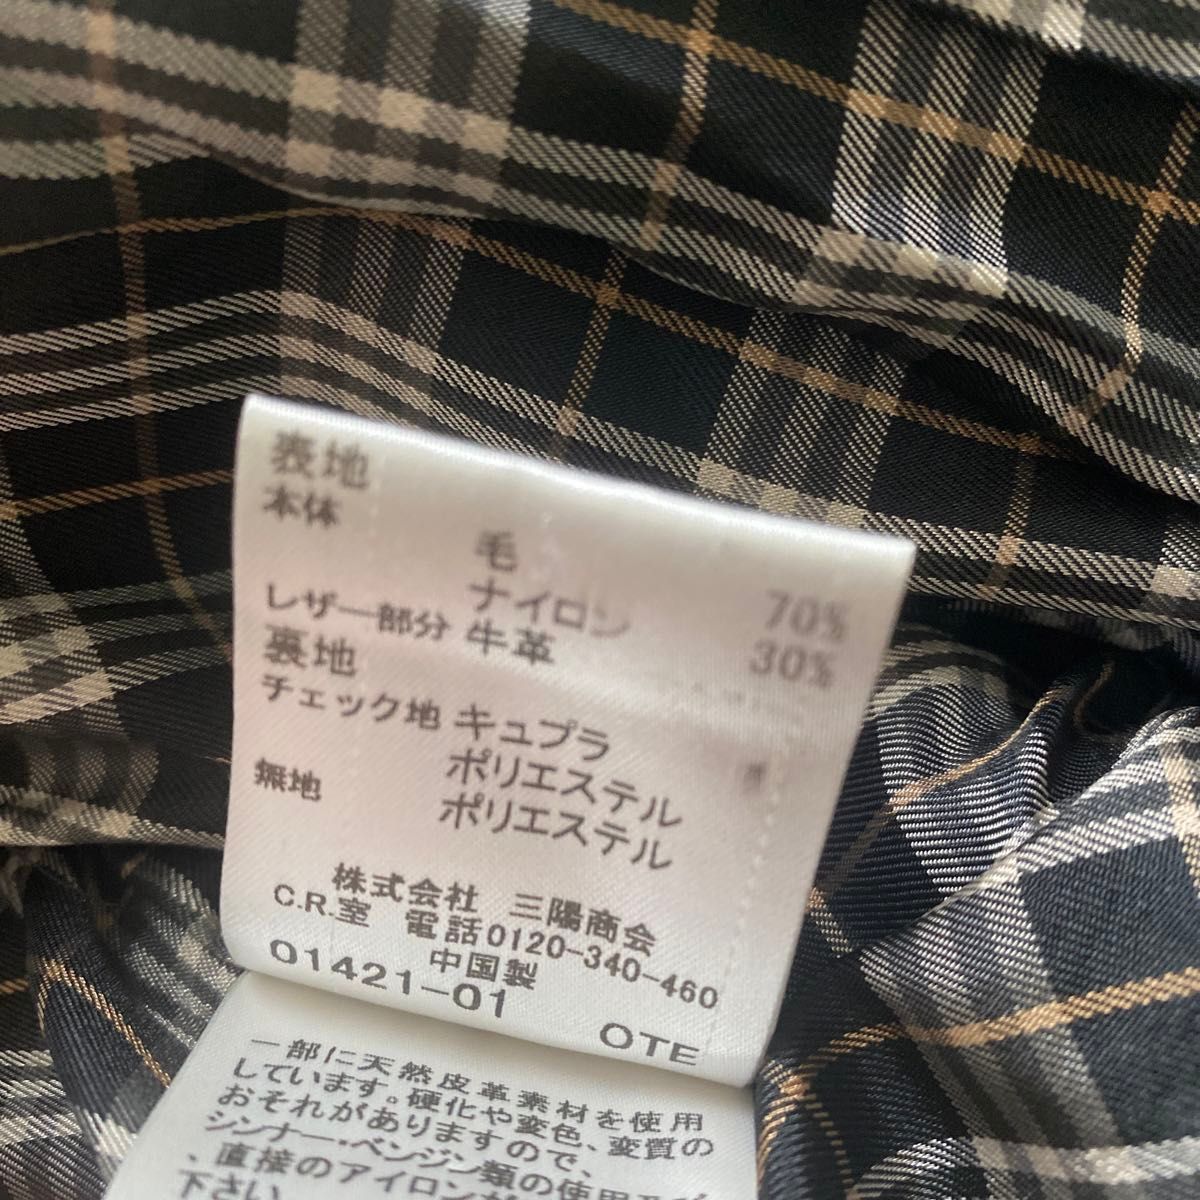 表地
本体
毛 70%
ナイロン 30%
レザー部分 牛革
裏地
チェック地 キュプラ
ポリエステル
無地 ポリエステル
株式会社 三陽商会
C.R.室 電話0120-340-460
中国製
01421-01 OTE
一部に天然皮革素材を使用
しています。硬化や変色、変質の
おそれがありますので、
シンナー・ベンジン類の使用及び
、直接のアイロンが
下さい。